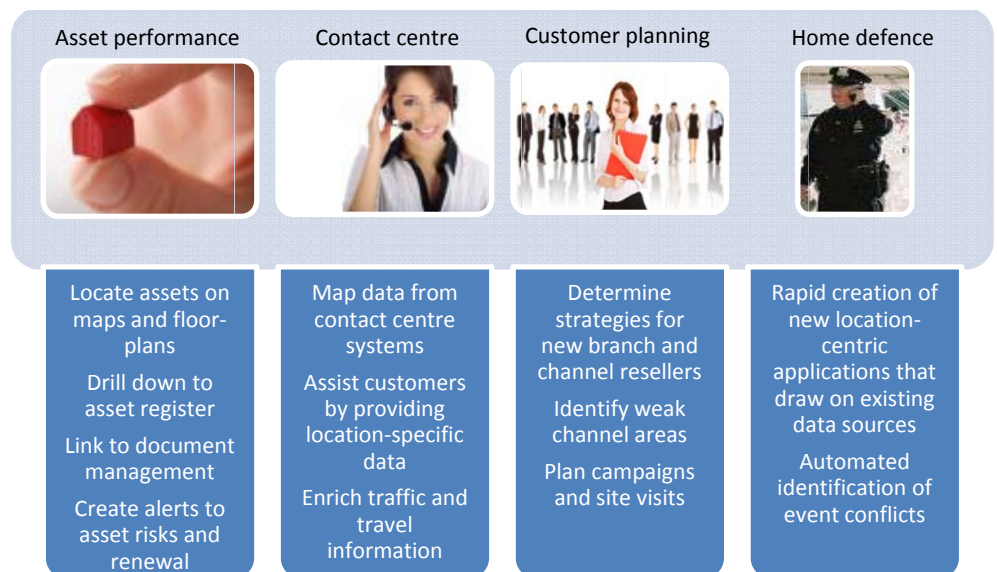 Asset performance
Contact centre
Customer planning
Home defence
Locate assets on
maps and floor-
plans
Drill down to
asset register
Link to document
management
Create alerts to
asset risks and
renewal
Map data from
contact centre
systems
Assist customers
by providing
location-specific
data
Enrich traffic and
travel
information
Determine
strategies for
new branch and
channel resellers
Identify weak
channel areas
Plan campaigns
and site visits
Rapid creation of
new location-
centric
applications that
draw on existing
data sources
Automated
identification of
event conflicts